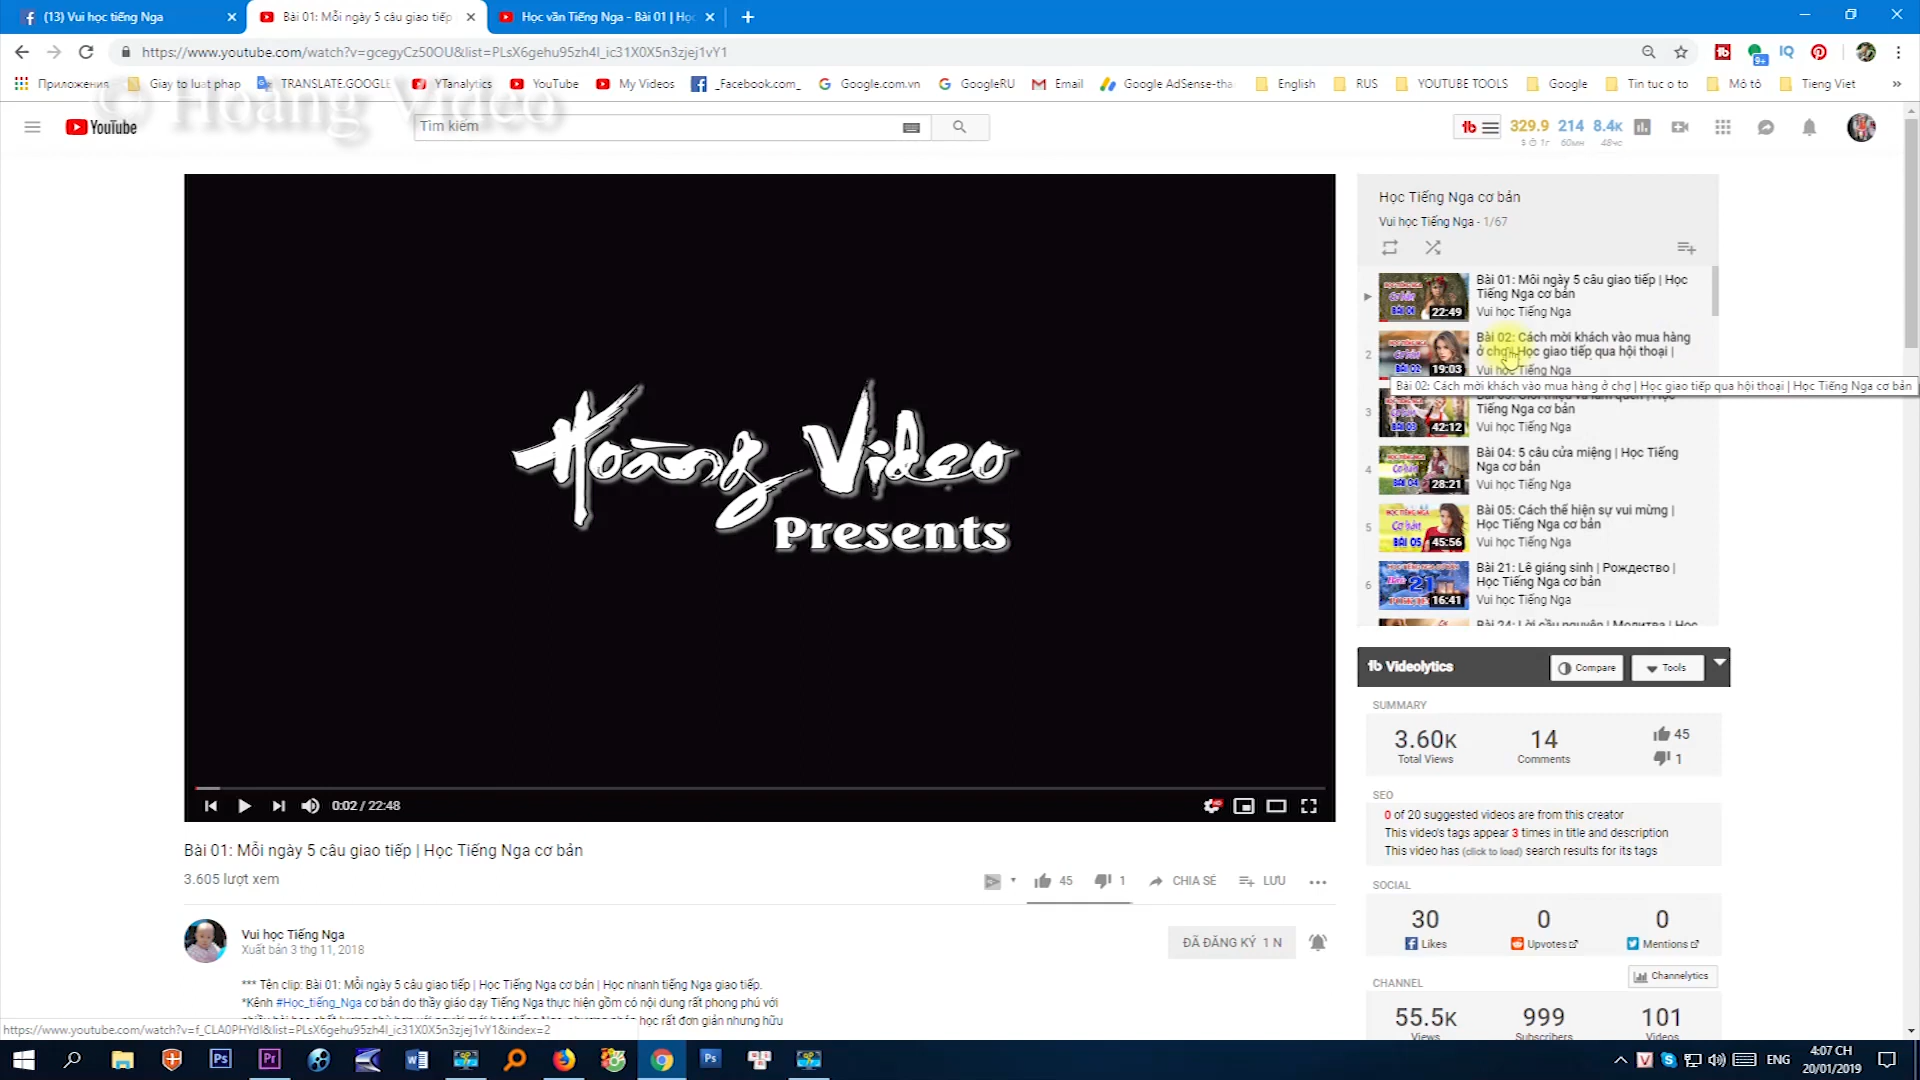 (13) Vui học tiếng Nga
Bài 01: Mỗi ngày 5 câu giao tiếp
Học vần Tiếng Nga - Bài 01 | Học
https://www.youtube.com/watch?v=gcegyCz50OU&list=PLsX6gehu95zh4l_ic31X0X5n3zjej1vY1
Приложения
Giay to luat phap
TRANSLATE.GOOGLE
YTanalytics
YouTube
My Videos
_Facebook.com_
Google.com.vn
GoogleRU
Email
Google AdSense-tha
English
RUS
YOUTUBE TOOLS
Google
Tin tuc o to
Mô tô
Tieng Viet
© Hoàng Video
YouTube
Tìm kiếm
329.9 214 8.4K
60мн 48чс
Học Tiếng Nga cơ bản
Vui học Tiếng Nga - 1/67
Bài 01: Mỗi ngày 5 câu giao tiếp | Học
Tiếng Nga cơ bản
Vui học Tiếng Nga
22:49
2
Bài 02: Cách mời khách vào mua hàng
ở chợ | Học giao tiếp qua hội thoại |
Vui học Tiếng Nga
19:03
Bài 02: Cách mời khách vào mua hàng ở chợ | Học giao tiếp qua hội thoại | Học Tiếng Nga cơ bản
3
Tiếng Nga cơ bản
Vui học Tiếng Nga
42:12
4
Bài 04: 5 câu cửa miệng | Học Tiếng
Nga cơ bản
Vui học Tiếng Nga
28:21
5
Bài 05: Cách thể hiện sự vui mừng |
Học Tiếng Nga cơ bản
Vui học Tiếng Nga
45:56
6
Bài 21: Lễ giáng sinh | Рождество |
Học Tiếng Nga cơ bản
Vui học Tiếng Nga
16:41
Bài 24: Lời cầu nguyện | Молитва | Học
Hoàng Video
Presents
0:02 / 22:48
Bài 01: Mỗi ngày 5 câu giao tiếp | Học Tiếng Nga cơ bản
3.605 lượt xem
45
1
CHIA SẺ
LƯU
Vui học Tiếng Nga
Xuất bản 3 thg 11, 2018
ĐÃ ĐĂNG KÝ 1 N
*** Tên clip: Bài 01: Mỗi ngày 5 câu giao tiếp | Học Tiếng Nga cơ bản | Học nhanh tiếng Nga giao tiếp.
*Kênh #Học_tiếng_Nga cơ bản do thầy giáo dạy Tiếng Nga thực hiện gồm có nội dung rất phong phú với
học rất đơn giản nhưng hữu
https://www.youtube.com/watch?v=f_CLA0PHYdI&list=PLsX6gehu95zh4l_ic31X0X5n3zjej1vY1&index=2
Videolytics
Compare
Tools
SUMMARY
3.60K
Total Views
14
Comments
45
1
SEO
0 of 20 suggested videos are from this creator
This video's tags appear 3 times in title and description
This video has (click to load) search results for its tags
SOCIAL
30
Likes
0
Upvotes
0
Mentions
CHANNEL
Channelytics
55.5K
Views
999
Subscribers
101
Videos
ENG
4:07 CH
20/01/2019